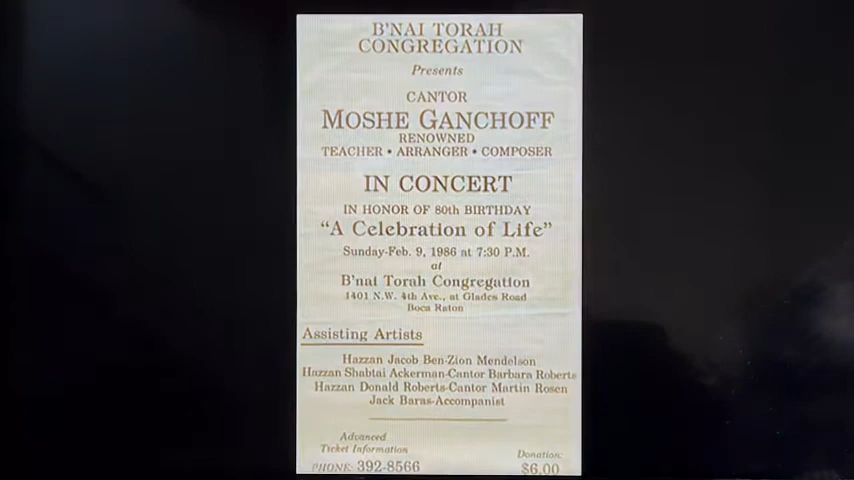 B'NAI TORAH
CONGREGATION
Presents
CANTOR
MOSHE GANCHOFF
RENOWNED
TEACHER • ARRANGER • COMPOSER
IN CONCERT
IN HONOR OF 80th BIRTHDAY
"A Celebration of Life"
Sunday-Feb. 9, 1986 at 7:30 P.M.
at
B'nai Torah Congregation
1401 N.W. 4th Ave., at Glades Road
Boca Raton
Assisting Artists
Hazzan Jacob Ben-Zion Mendelson
Hazzan Shabtai Ackerman-Cantor Barbara Roberts
Hazzan Donald Roberts-Cantor Martin Rosen
Jack Baras-Accompanist
Advanced
Ticket Information
PHONE: 392-8566
Donation:
$6.00